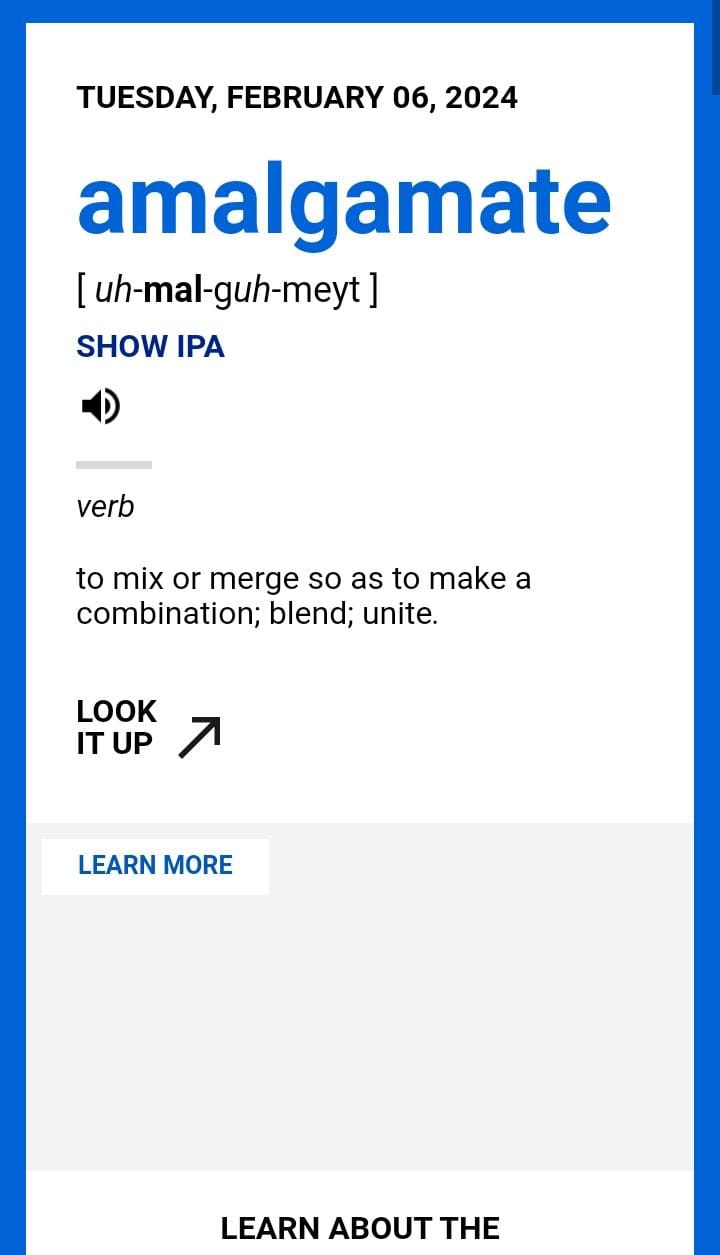 TUESDAY, FEBRUARY 06, 2024
amalgamate
[ uh-mal-guh-meyt ]
SHOW IPA
verb
to mix or merge so as to make a
combination; blend; unite.
LOOK
IT UP
LEARN MORE
LEARN ABOUT THE